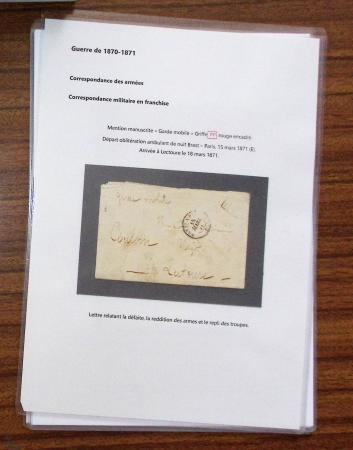 Guerre de 1870-1871
Correspondance des armées
Correspondance militaire en franchise
Mention manuscrite « Garde mobile » Griffe PP rouge encadré
Départ oblitération ambulant de nuit Brest – Paris, 15 mars 1871 (E).
Arrivée à Lectoure le 18 mars 1871.
Lettre relatant la défaite, la reddition des armes et le repli des troupes.